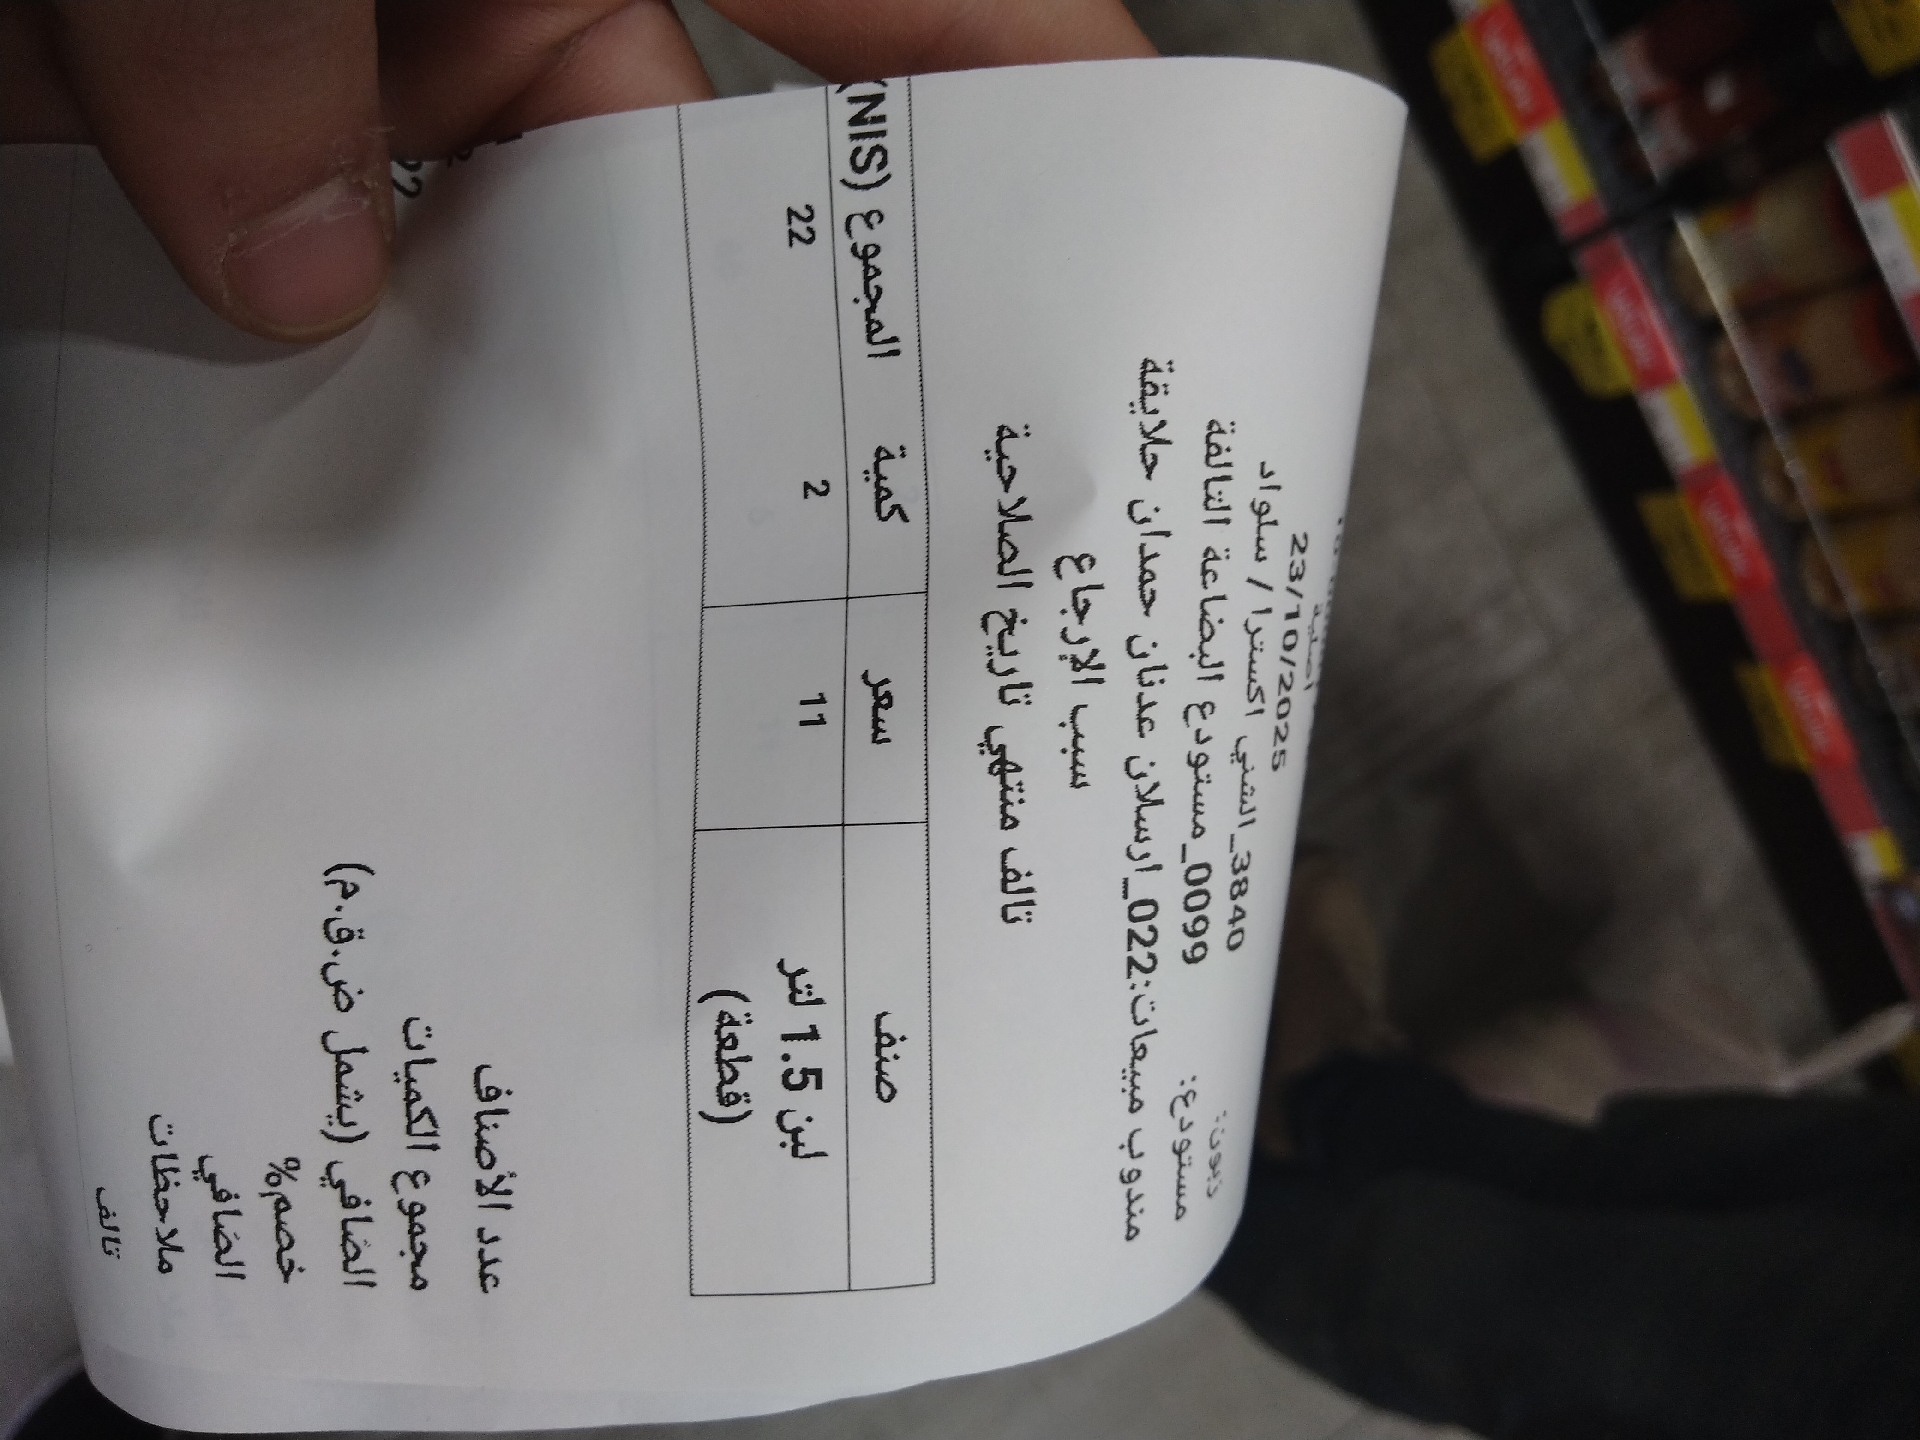 أصلية
23/10/2025
زبون: 3840_الشني اكسترا / سلواد
مستودع: 0099_مستودع البضاعة التالفة
مندوب مبيعات:022_ارسلان عدنان حمدان حلايقة
سبب الإرجاع
تالف منتهي تاريخ الصلاحية
صنف سعر كمية المجموع (NIS)
لبن 1.5 لتر 11 2 22
(قطعة)
عدد الأصناف
مجموع الكميات
الصافي (يشمل ض.ق.م)
خصم%
الصافي
ملاحظات
تالف